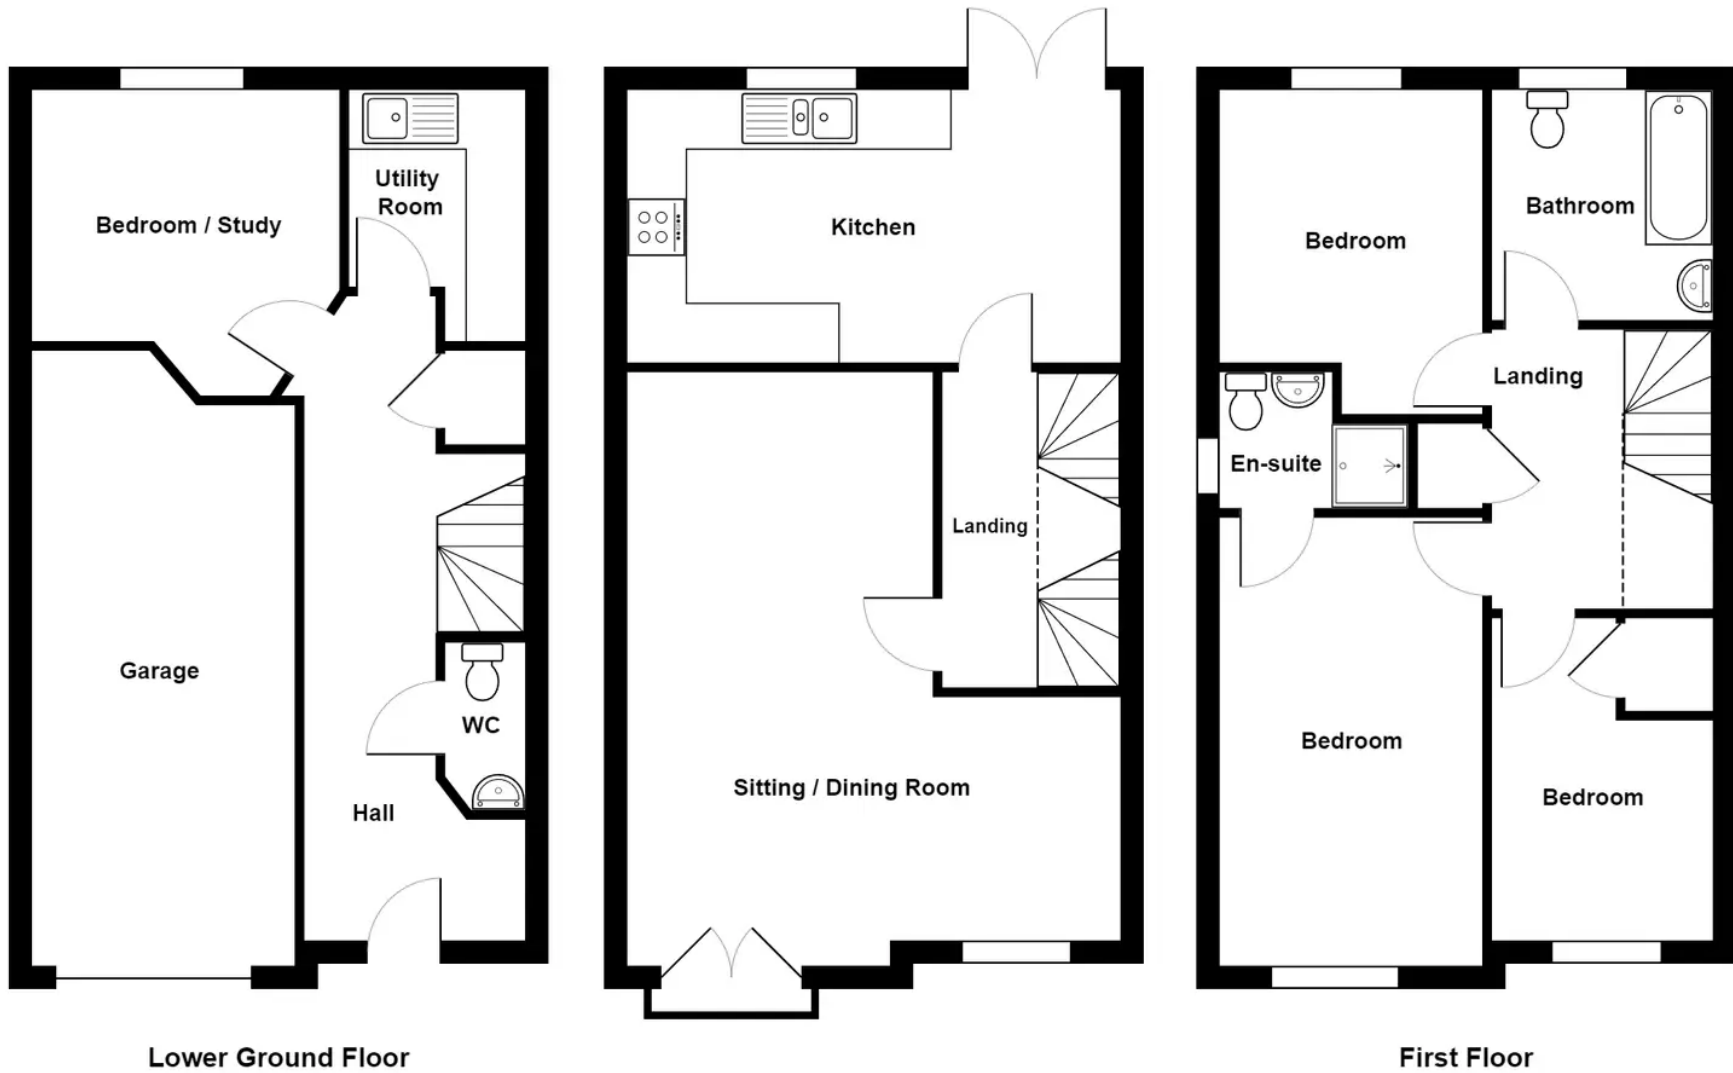 Bedroom / Study
Utility
Room
Garage
WC
Hall
Lower Ground Floor
Kitchen
Landing
Sitting / Dining Room
Bedroom
Bathroom
Landing
En-suite
Bedroom
Bedroom
First Floor